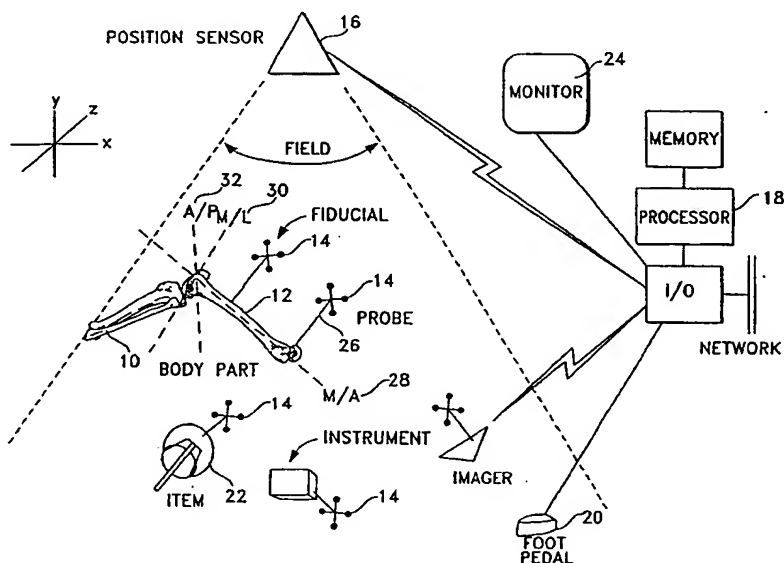 POSITION SENSOR
16
24
MONITOR
MEMORY
18
PROCESSOR
I/O
NETWORK
y
z
x
FIELD
32
30
A/P
M/L
FIDUCIAL
14
14
12
PROBE
26
10
BODY PART
M/A
28
14
INSTRUMENT
22
ITEM
14
IMAGER
20
FOOT
PEDAL